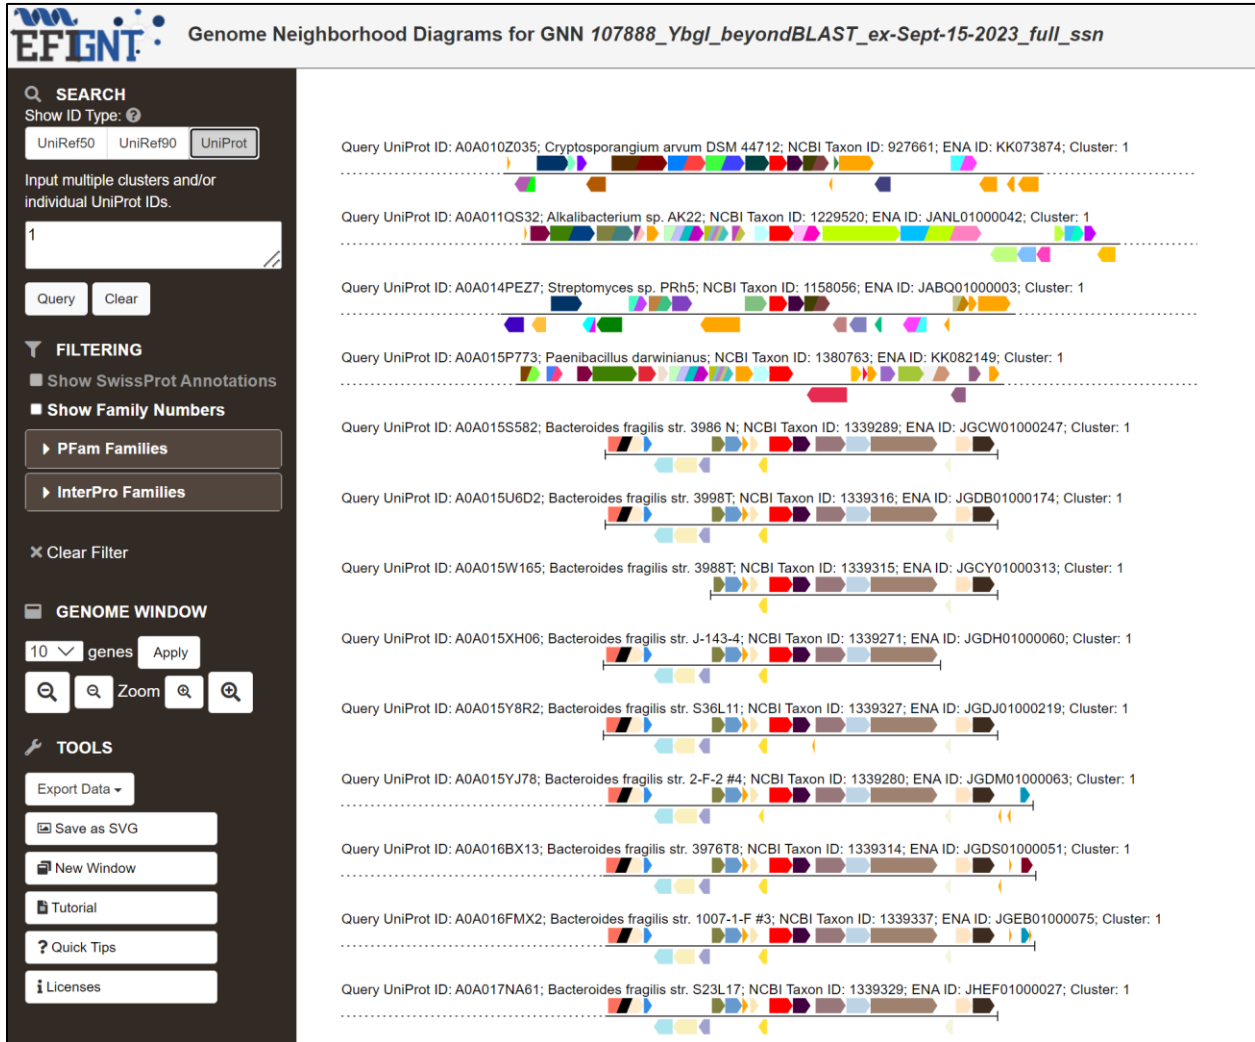 EFIGNT
Genome Neighborhood Diagrams for GNN 107888_Ybgl_beyondBLAST_ex-Sept-15-2023_full_ssn
SEARCH
Show ID Type: ?
UniRef50 UniRef90 UniProt
Input multiple clusters and/or
individual UniProt IDs.
1
Query Clear
FILTERING
Show SwissProt Annotations
Show Family Numbers
PFam Families
InterPro Families
Clear Filter
GENOME WINDOW
10 genes Apply
Zoom
TOOLS
Export Data
Save as SVG
New Window
Tutorial
? Quick Tips
i Licenses
Query UniProt ID: A0A010Z035; Cryptosporangium arvum DSM 44712; NCBI Taxon ID: 927661; ENA ID: KK073874; Cluster: 1
Query UniProt ID: A0A011QS32; Alkalibacterium sp. AK22; NCBI Taxon ID: 1229520; ENA ID: JANL01000042; Cluster: 1
Query UniProt ID: A0A014PEZ7; Streptomyces sp. PRh5; NCBI Taxon ID: 1158056; ENA ID: JABQ01000003; Cluster: 1
Query UniProt ID: A0A015P773; Paenibacillus darwinianus; NCBI Taxon ID: 1380763; ENA ID: KK082149; Cluster: 1
Query UniProt ID: A0A015S582; Bacteroides fragilis str. 3986 N; NCBI Taxon ID: 1339289; ENA ID: JGCW01000247; Cluster: 1
Query UniProt ID: A0A015U6D2; Bacteroides fragilis str. 3998T; NCBI Taxon ID: 1339316; ENA ID: JGDB01000174; Cluster: 1
Query UniProt ID: A0A015W165; Bacteroides fragilis str. 3988T; NCBI Taxon ID: 1339315; ENA ID: JGCY01000313; Cluster: 1
Query UniProt ID: A0A015XH06; Bacteroides fragilis str. J-143-4; NCBI Taxon ID: 1339271; ENA ID: JGDH01000060; Cluster: 1
Query UniProt ID: A0A015Y8R2; Bacteroides fragilis str. S36L11; NCBI Taxon ID: 1339327; ENA ID: JGDJ01000219; Cluster: 1
Query UniProt ID: A0A015YJ78; Bacteroides fragilis str. 2-F-2 #4; NCBI Taxon ID: 1339280; ENA ID: JGDM01000063; Cluster: 1
Query UniProt ID: A0A016BX13; Bacteroides fragilis str. 3976T8; NCBI Taxon ID: 1339314; ENA ID: JGDS01000051; Cluster: 1
Query UniProt ID: A0A016FMX2; Bacteroides fragilis str. 1007-1-F #3; NCBI Taxon ID: 1339337; ENA ID: JGEB01000075; Cluster: 1
Query UniProt ID: A0A017NA61; Bacteroides fragilis str. S23L17; NCBI Taxon ID: 1339329; ENA ID: JHEF01000027; Cluster: 1